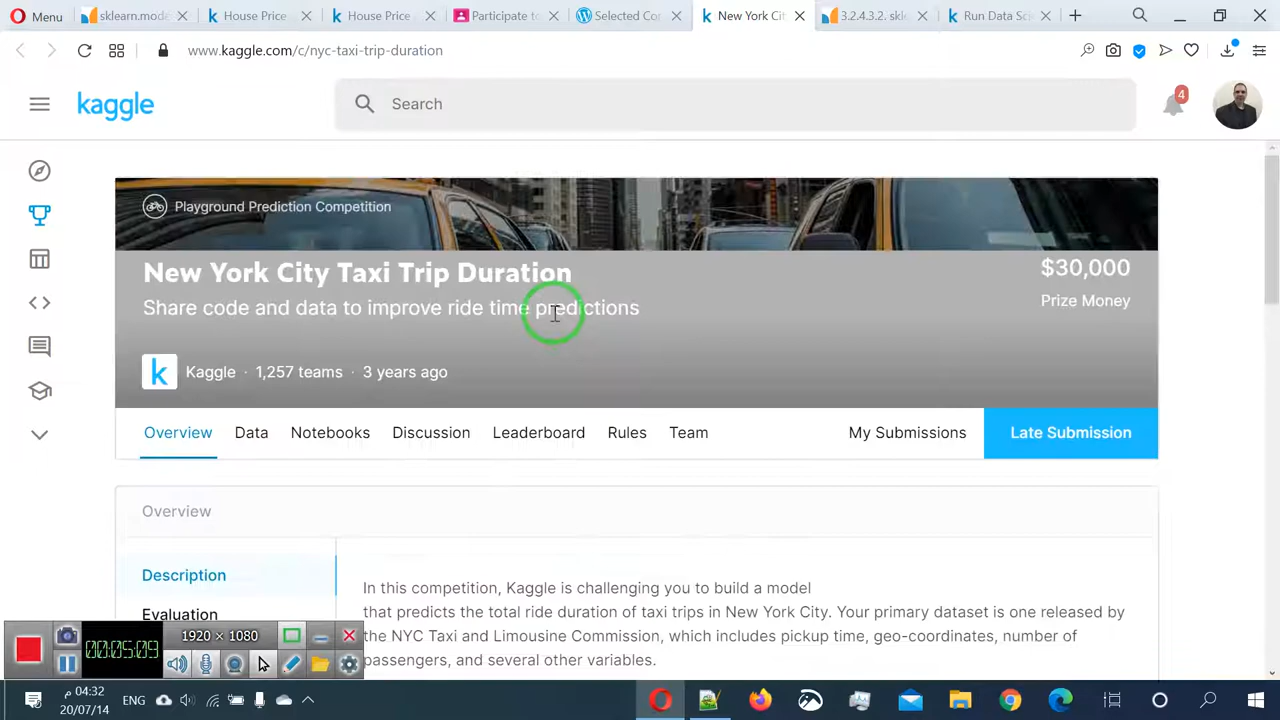 Menu
sklearn.mode
House Price
House Price
Participate to
Selected Co
New York Cit
3.2.4.3.2. skl
Run Data Sci
www.kaggle.com/c/nyc-taxi-trip-duration
kaggle
Search
4
Playground Prediction Competition
New York City Taxi Trip Duration
$30,000
Share code and data to improve ride time predictions
Prize Money
k
Kaggle · 1,257 teams · 3 years ago
Overview
Data
Notebooks
Discussion
Leaderboard
Rules
Team
My Submissions
Late Submission
Overview
Description
Evaluation
In this competition, Kaggle is challenging you to build a model
that predicts the total ride duration of taxi trips in New York City. Your primary dataset is one released by
the NYC Taxi and Limousine Commission, which includes pickup time, geo-coordinates, number of
passengers, and several other variables.
00:05:09
1920 × 1080
04:32 م
20/07/14
ENG